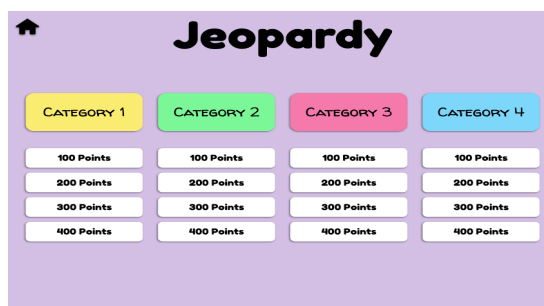 Jeopardy
Category 1 Category 2 Category 3 Category 4
100 Points 100 Points 100 Points 100 Points
200 Points 200 Points 200 Points 200 Points
300 Points 300 Points 300 Points 300 Points
400 Points 400 Points 400 Points 400 Points